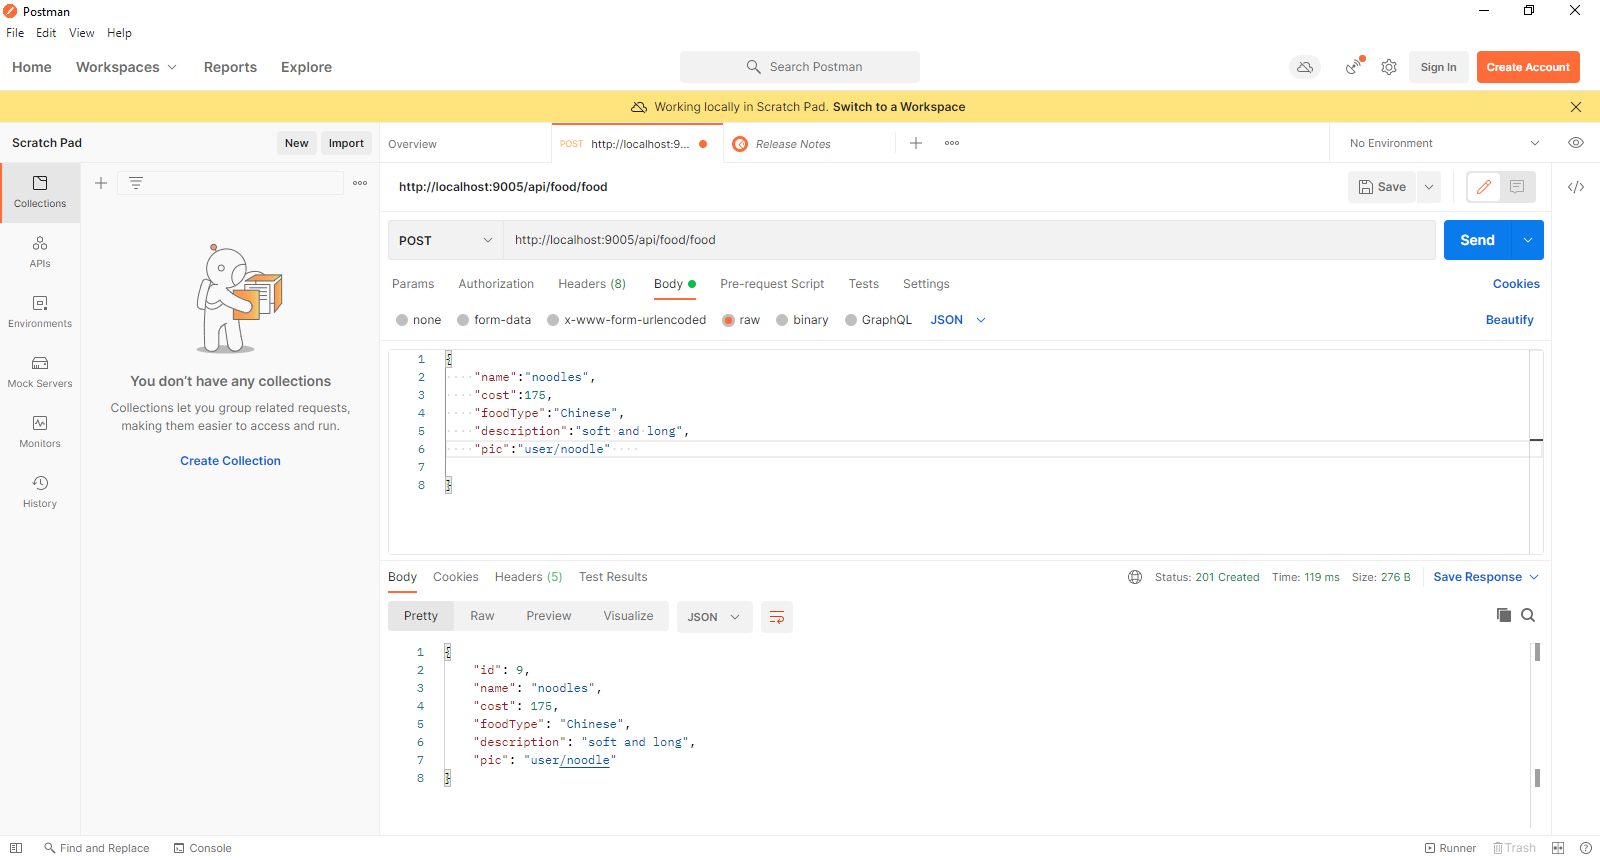 Postman
File Edit View Help
Home Workspaces Reports Explore Search Postman Sign In Create Account
Working locally in Scratch Pad. Switch to a Workspace
Scratch Pad New Import Overview POST http://localhost:9... Release Notes No Environment
http://localhost:9005/api/food/food Save
Collections
APIs
Environments
Mock Servers
Monitors
History
You don't have any collections
Collections let you group related requests,
making them easier to access and run.
Create Collection
POST http://localhost:9005/api/food/food Send
Params Authorization Headers (8) Body Pre-request Script Tests Settings Cookies
none form-data x-www-form-urlencoded raw binary GraphQL JSON Beautify
1 {
2 "name":"noodles",
3 "cost":175,
4 "foodType":"Chinese",
5 "description":"soft and long",
6 "pic":"user/noodle"
7
8 }
Body Cookies Headers (5) Test Results Status: 201 Created Time: 119 ms Size: 276 B Save Response
Pretty Raw Preview Visualize JSON
1 {
2 "id": 9,
3 "name": "noodles",
4 "cost": 175,
5 "foodType": "Chinese",
6 "description": "soft and long",
7 "pic": "user/noodle"
8 }
Find and Replace Console Runner Trash